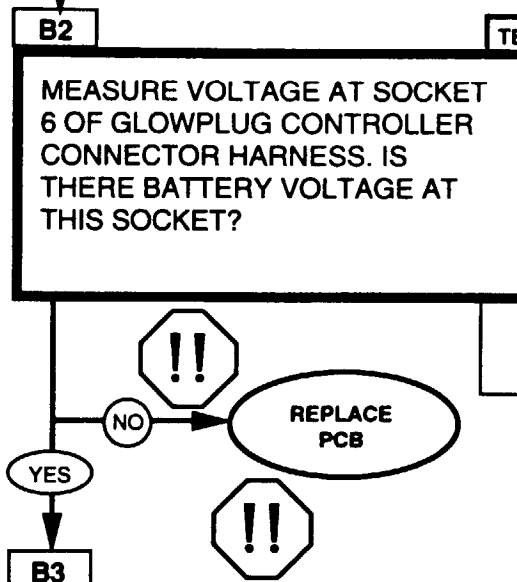 B2
TE
MEASURE VOLTAGE AT SOCKET
6 OF GLOWPLUG CONTROLLER
CONNECTOR HARNESS. IS
THERE BATTERY VOLTAGE AT
THIS SOCKET?
!!
NO
REPLACE
PCB
YES
!!
B3